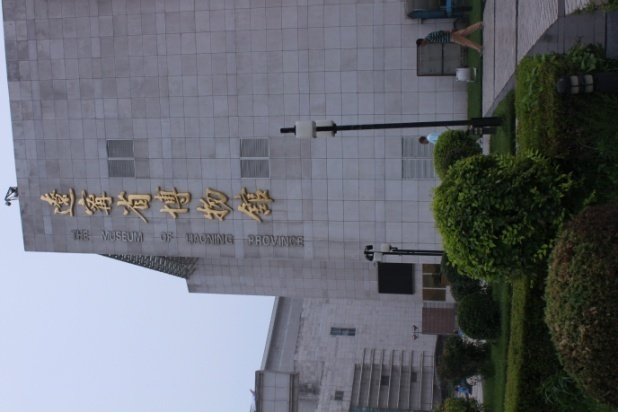 遼寧省博物館
THE MUSEUM OF LIAONING PROVINCE